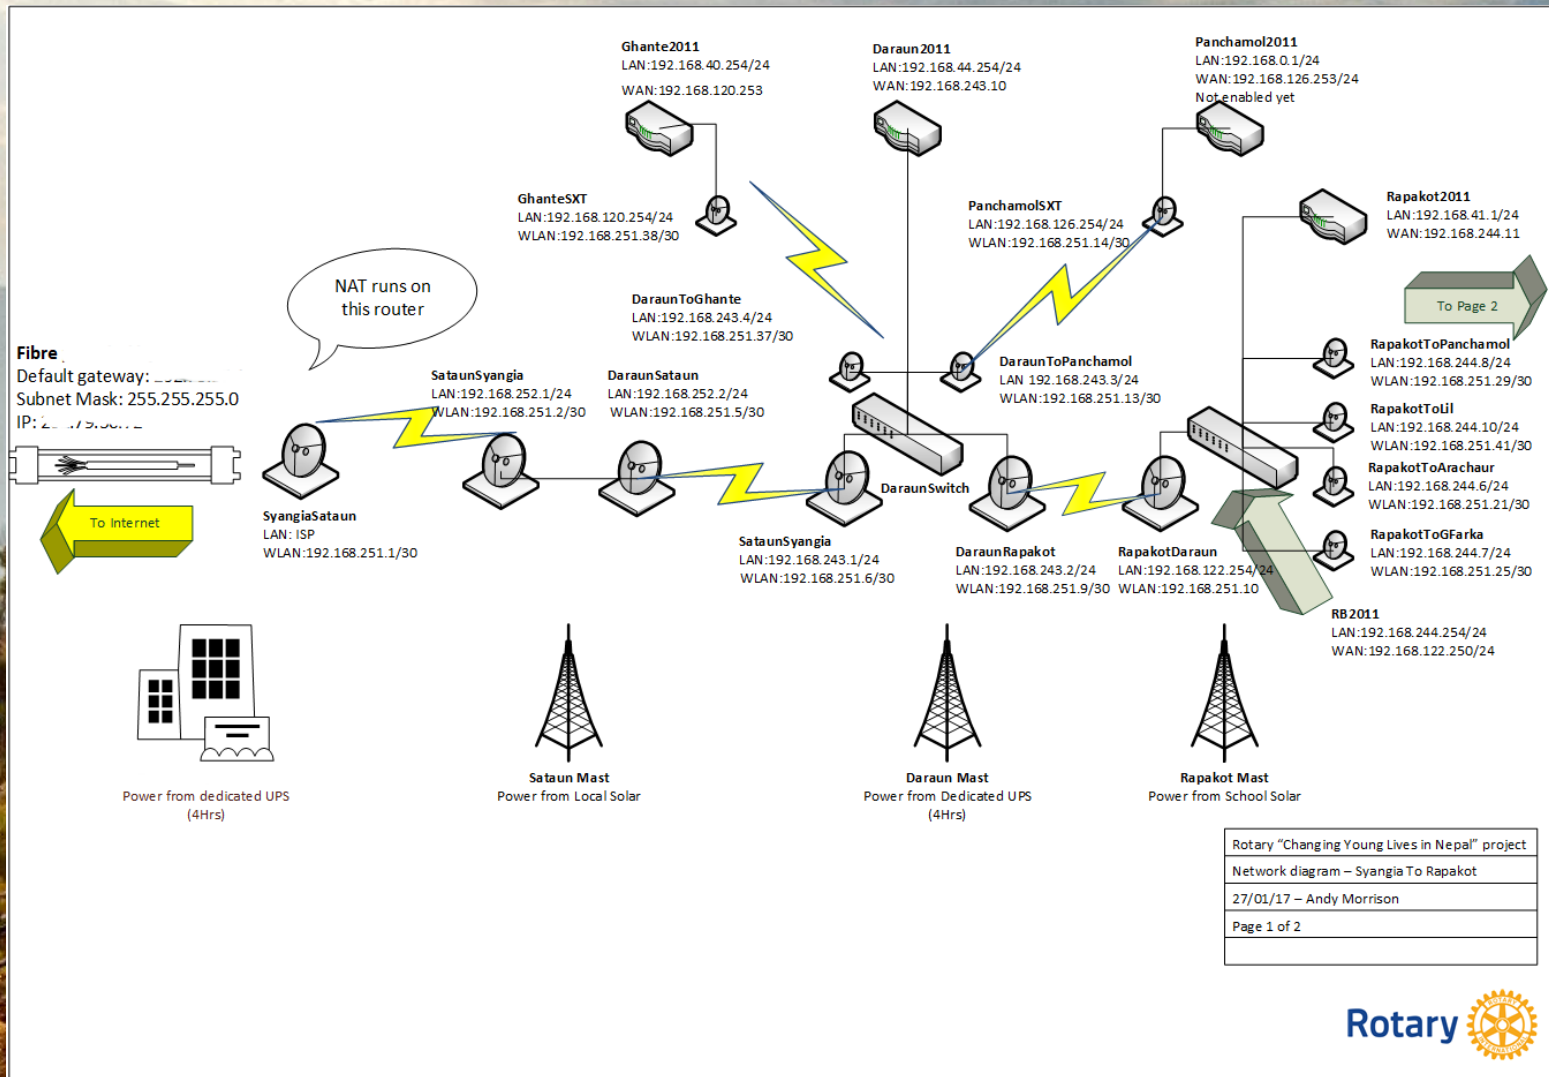 Ghante2011
LAN:192.168.40.254/24
WAN:192.168.120.253
Daraun2011
LAN:192.168.44.254/24
WAN:192.168.243.10
Panchamol2011
LAN:192.168.0.1/24
WAN:192.168.126.253/24
Not enabled yet
GhanteSXT
LAN:192.168.120.254/24
WLAN:192.168.251.38/30
PanchamolSXT
LAN:192.168.126.254/24
WLAN:192.168.251.14/30
Rapakot2011
LAN:192.168.41.1/24
WAN:192.168.244.11
NAT runs on
this router
To Page 2
DaraunToGhante
LAN:192.168.243.4/24
WLAN:192.168.251.37/30
Fibre
Default gateway:
Subnet Mask: 255.255.255.0
IP:
SataunSyangia
LAN:192.168.252.1/24
WLAN:192.168.251.2/30
DaraunSataun
LAN:192.168.252.2/24
WLAN:192.168.251.5/30
DaraunToPanchamol
LAN 192.168.243.3/24
WLAN:192.168.251.13/30
RapakotToPanchamol
LAN:192.168.244.8/24
WLAN:192.168.251.29/30
RapakotToLil
LAN:192.168.244.10/24
WLAN:192.168.251.41/30
RapakotToArachaur
LAN:192.168.244.6/24
WLAN:192.168.251.21/30
RapakotToGFarka
LAN:192.168.244.7/24
WLAN:192.168.251.25/30
To Internet
SyangiaSataun
LAN: ISP
WLAN:192.168.251.1/30
DaraunSwitch
SataunSyangia
LAN:192.168.243.1/24
WLAN:192.168.251.6/30
DaraunRapakot
LAN:192.168.243.2/24
WLAN:192.168.251.9/30
RapakotDaraun
LAN:192.168.122.254/24
WLAN:192.168.251.10
RB2011
LAN:192.168.244.254/24
WAN:192.168.122.250/24
Power from dedicated UPS
(4Hrs)
Sataun Mast
Power from Local Solar
Daraun Mast
Power from Dedicated UPS
(4Hrs)
Rapakot Mast
Power from School Solar
Rotary “Changing Young Lives in Nepal” project
Network diagram – Syangia To Rapakot
27/01/17 – Andy Morrison
Page 1 of 2
Rotary
ROTARY
INTERNATIONAL